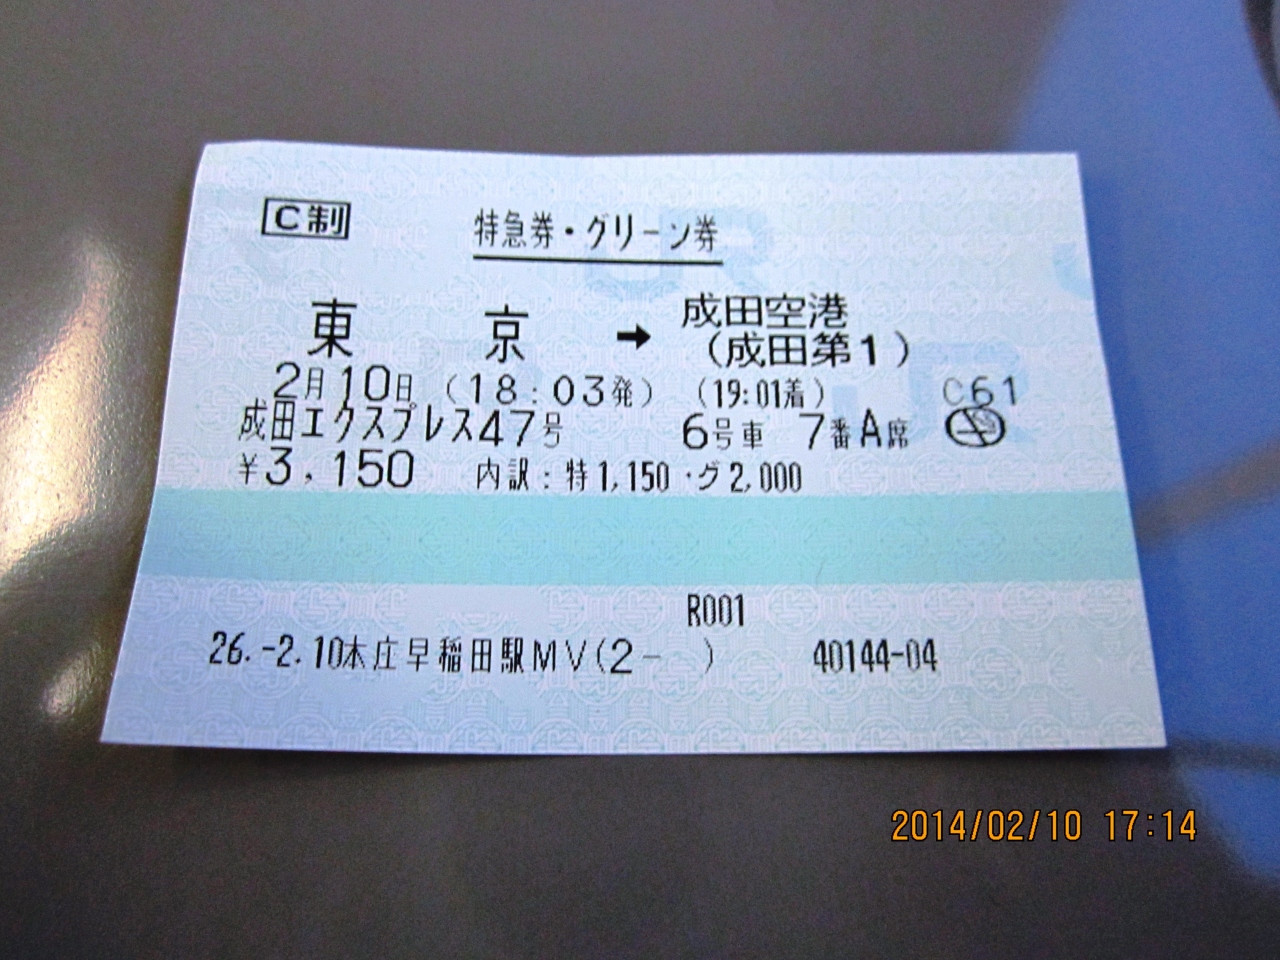 C制
特急券・グリーン券
東 京 → 成田空港
(成田第1)
2月10日 (18:03発) (19:01着) C61
成田エクスプレス47号 6号車 7番A席
¥3,150 内訳:特1,150・グ2,000
R001
26.-2.10本庄早稲田駅MV(2- ) 40144-04
2014/02/10 17:14